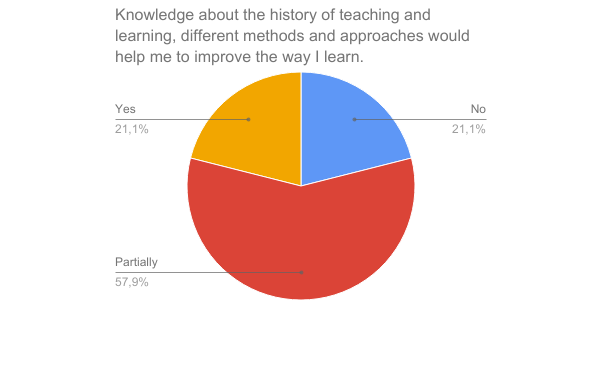 Knowledge about the history of teaching and
learning, different methods and approaches would
help me to improve the way I learn.
Yes
21,1%
No
21,1%
Partially
57,9%